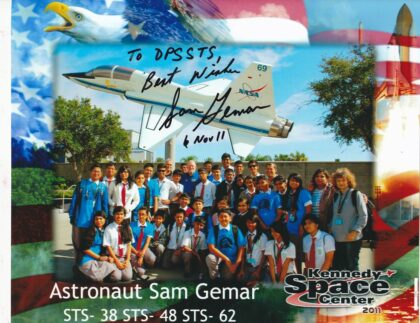 To DPSSTS,
Best Wishes
Sam Gemar
6 Nov 11
69
NASA
Kennedy
Space
Center
2011
Astronaut Sam Gemar
STS- 38 STS- 48 STS- 62